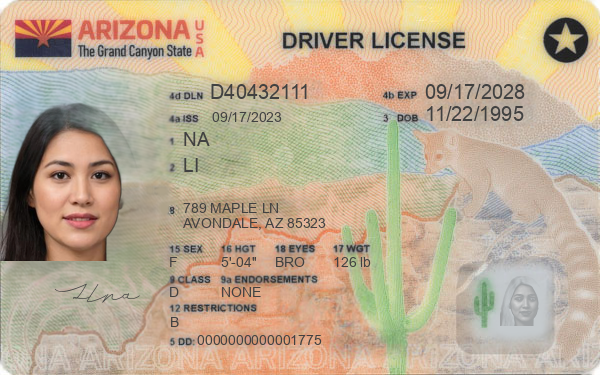 ARIZONA USA
The Grand Canyon State
DRIVER LICENSE
4d DLN D40432111
4b EXP 09/17/2028
4a ISS 09/17/2023
3 DOB 11/22/1995
1 NA
2 LI
8 789 MAPLE LN
AVONDALE, AZ 85323
15 SEX 16 HGT 18 EYES 17 WGT
F 5'-04" BRO 126 lb
9 CLASS 9a ENDORSEMENTS
D NONE
12 RESTRICTIONS
B
5 DD: 0000000000001775
ARIZONA ARIZONA ARIZONA ARIZONA